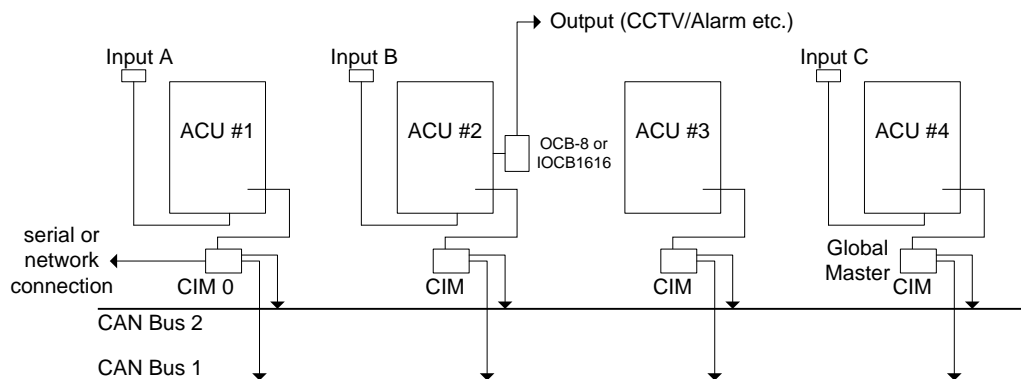 Output (CCTV/Alarm etc.)
Input A
Input B
Input C
ACU #1
ACU #2
ACU #3
ACU #4
OCB-8 or
IOCB1616
serial or
network
connection
Global
Master
CIM 0
CIM
CIM
CIM
CAN Bus 2
CAN Bus 1